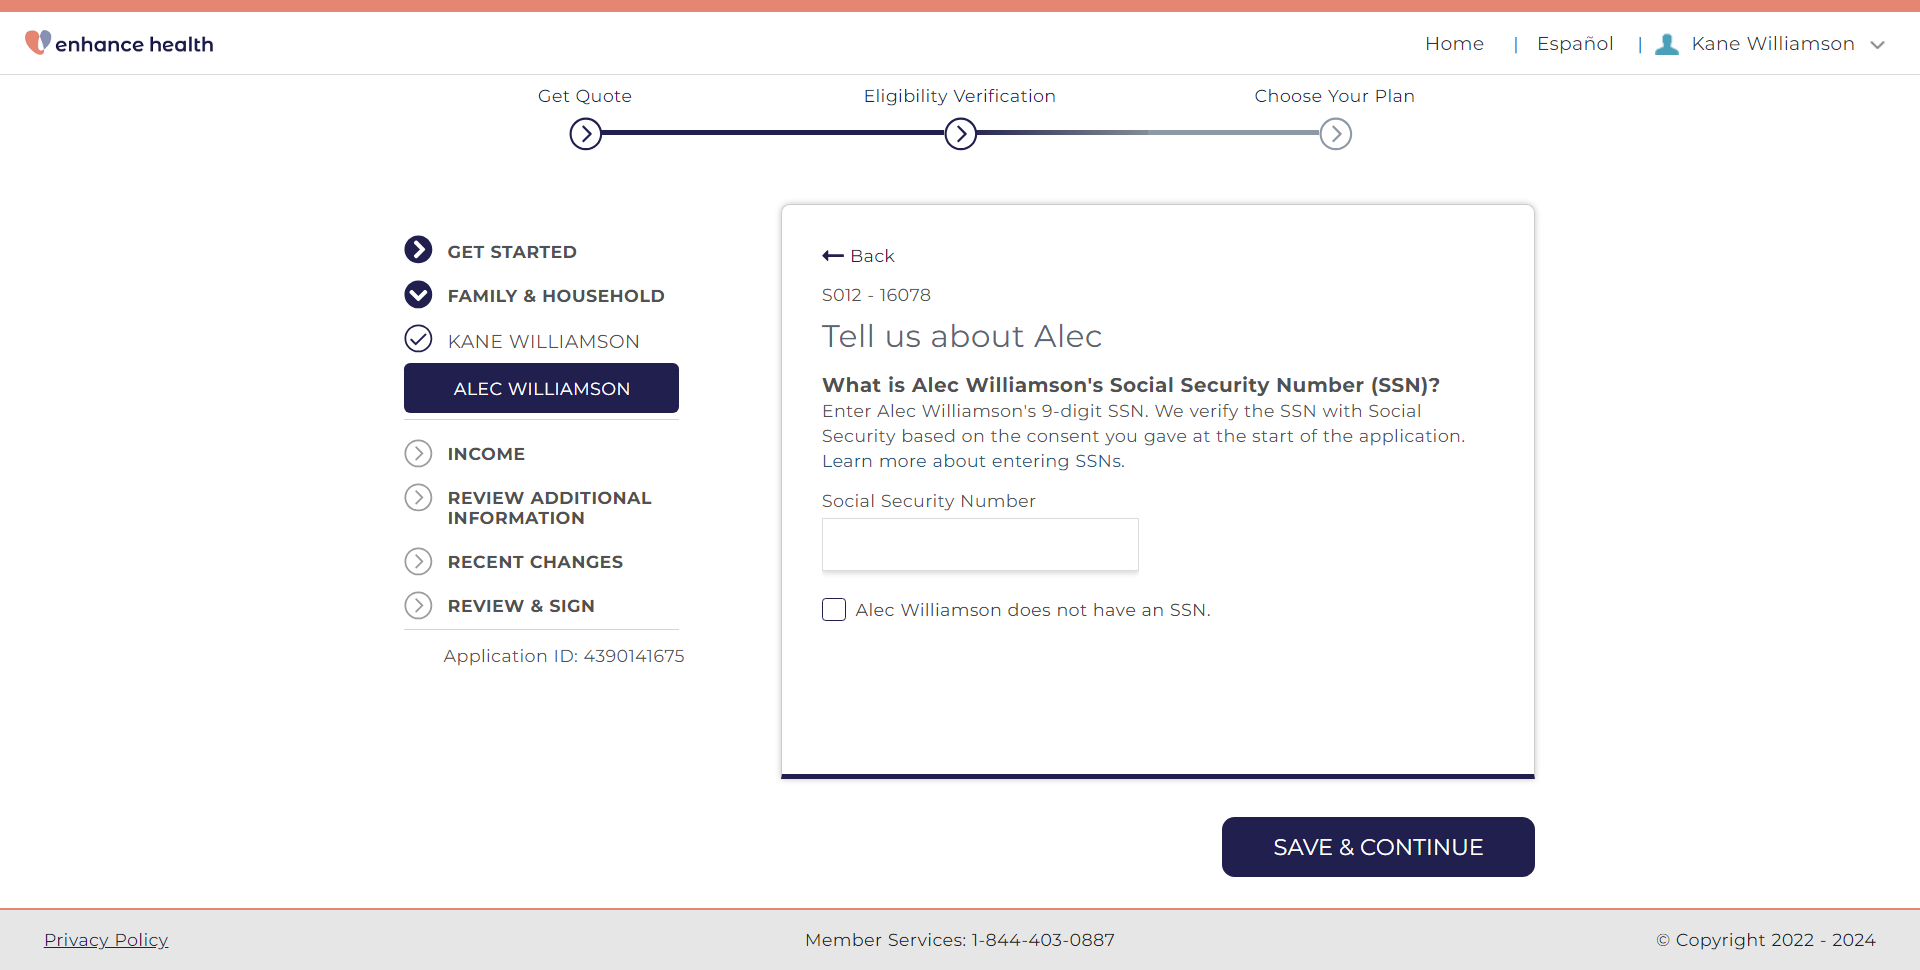 enhance health
Home | Español | Kane Williamson
Get Quote
Eligibility Verification
Choose Your Plan
GET STARTED
FAMILY & HOUSEHOLD
KANE WILLIAMSON
ALEC WILLIAMSON
INCOME
REVIEW ADDITIONAL
INFORMATION
RECENT CHANGES
REVIEW & SIGN
Application ID: 4390141675
Back
S012 - 16078
Tell us about Alec
What is Alec Williamson's Social Security Number (SSN)?
Enter Alec Williamson's 9-digit SSN. We verify the SSN with Social
Security based on the consent you gave at the start of the application.
Learn more about entering SSNs.
Social Security Number
Alec Williamson does not have an SSN.
SAVE & CONTINUE
Privacy Policy
Member Services: 1-844-403-0887
© Copyright 2022 - 2024